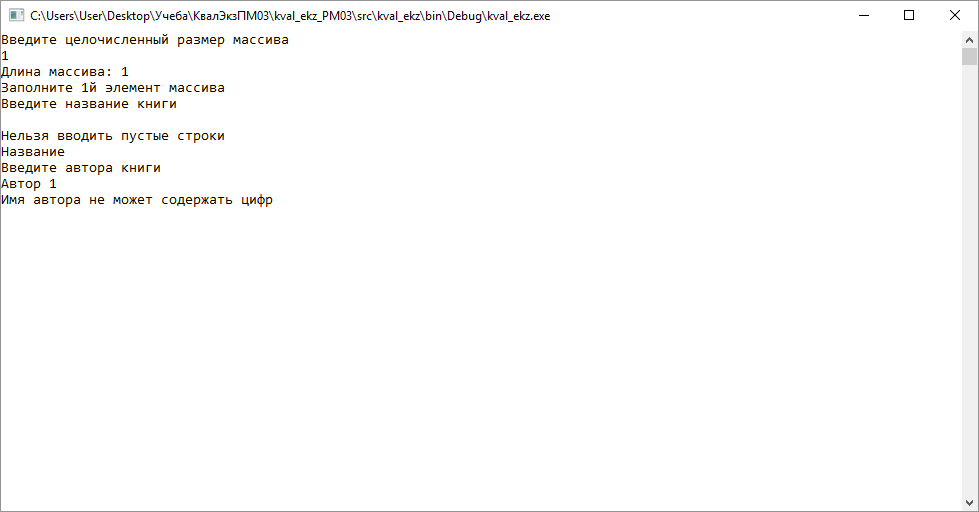 C:\Users\User\Desktop\Учеба\КвалЭкзПМ03\kval_ekz_PM03\src\kval_ekz\bin\Debug\kval_ekz.exe
Введите целочисленный размер массива
1
Длина массива: 1
Заполните 1й элемент массива
Введите название книги
Нельзя вводить пустые строки
Название
Введите автора книги
Автор 1
Имя автора не может содержать цифр